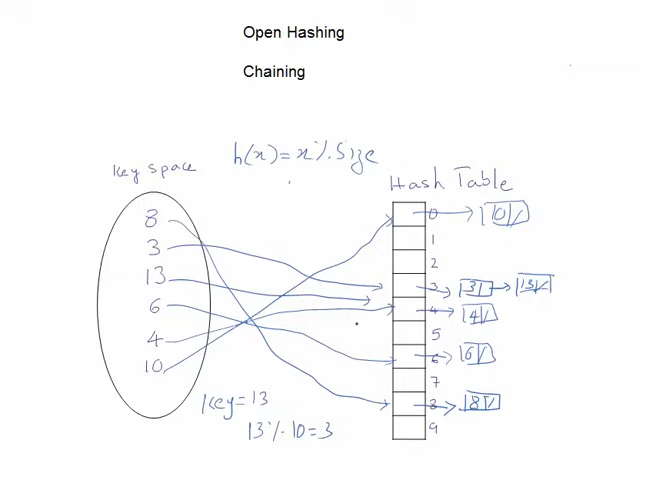 Open Hashing
Chaining
h(x) = x % Size
Key Space
Hash Table
8
3
13
6
4
10
0 10 /
1
2
3 3 13 /
4 4 /
5
6 6 /
7
8 8 /
9
Key = 13
13 % 10 = 3